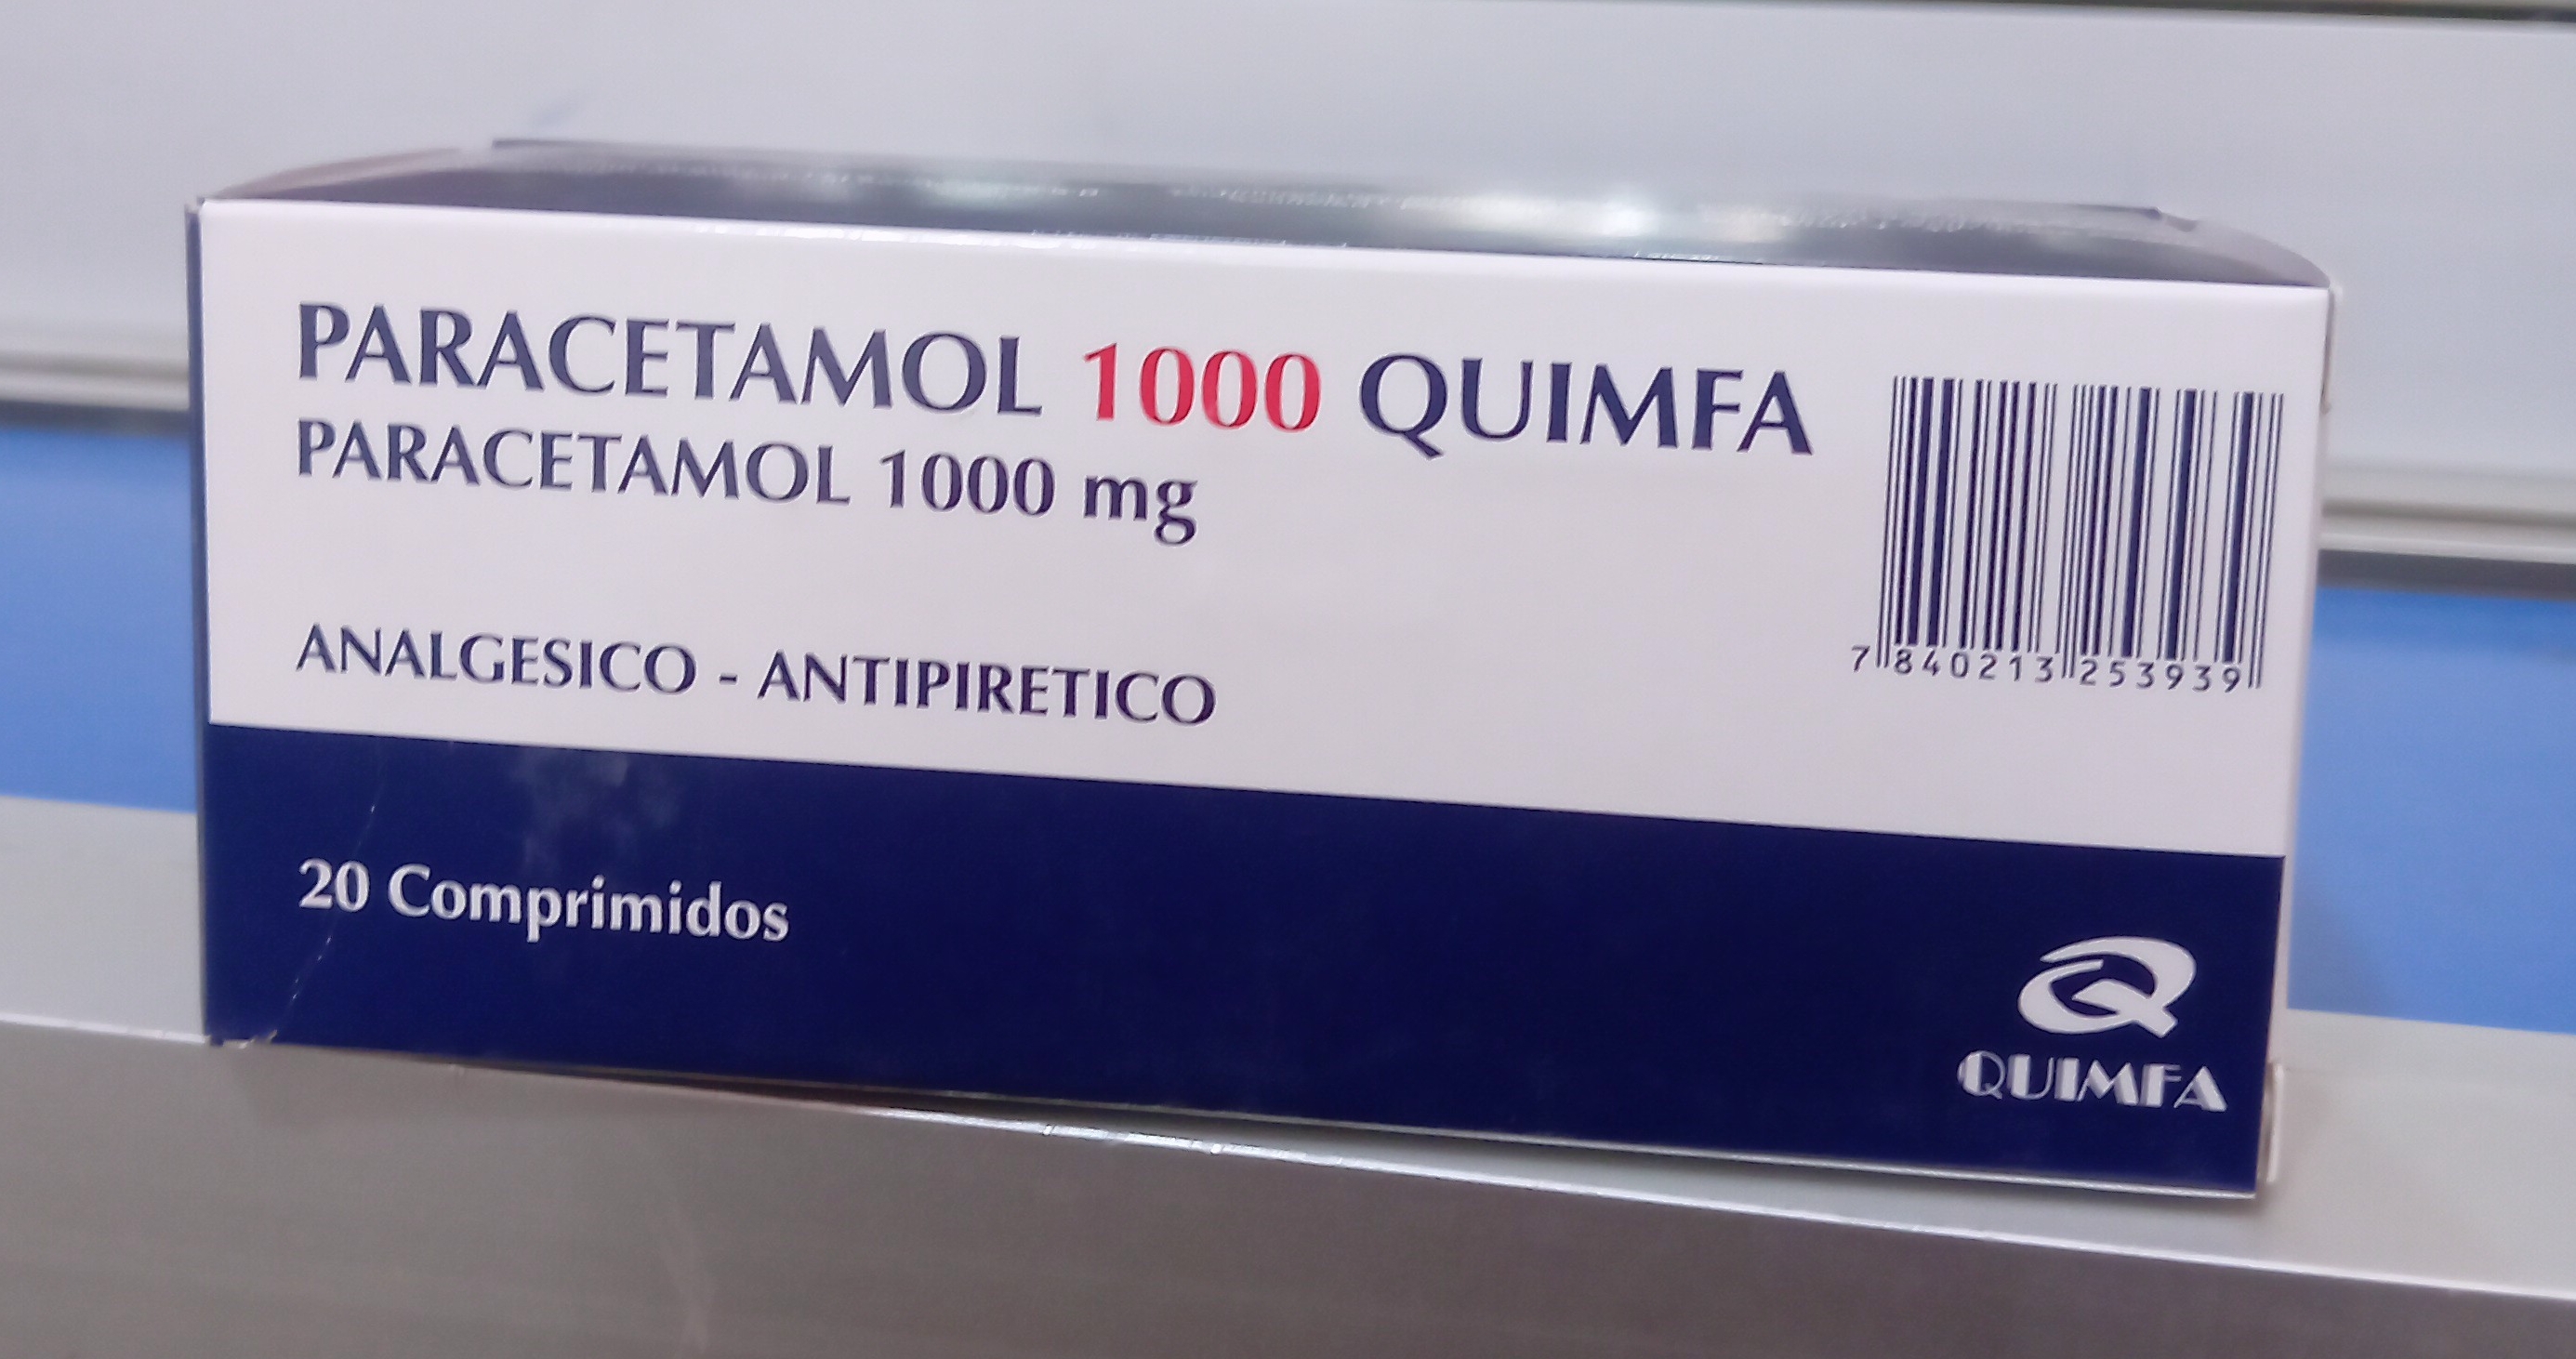 PARACETAMOL 1000 QUIMFA
PARACETAMOL 1000 mg
ANALGESICO - ANTIPIRETICO
7 840213 253939
20 Comprimidos
QUIMFA